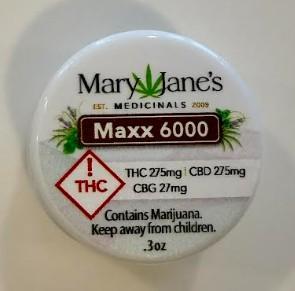 Mary Jane's
EST. MEDICINALS 2009
Maxx 6000
!
THC
THC 275mg | CBD 275mg
CBG 27mg
Contains Marijuana.
Keep away from children.
.3oz